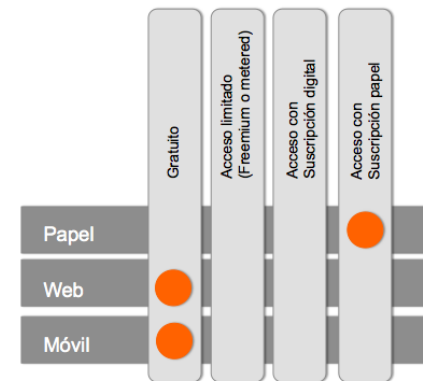 Gratuito
Acceso limitado
(Freemium o metered)
Acceso con
Suscripción digital
Acceso con
Suscripción papel
Papel
Web
Móvil